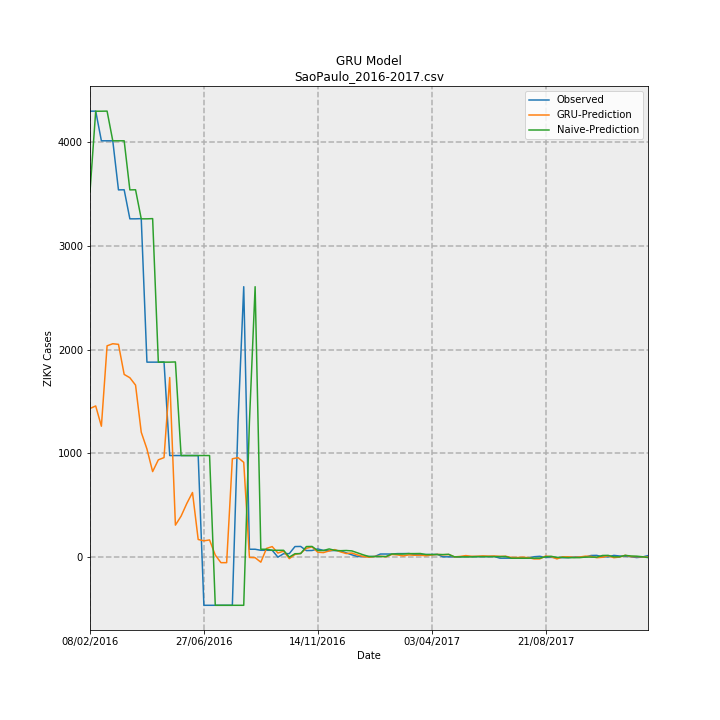 GRU Model
SaoPaulo_2016-2017.csv
Observed
GRU-Prediction
Naive-Prediction
ZIKV Cases
4000
3000
2000
1000
0
08/02/2016 27/06/2016 14/11/2016 03/04/2017 21/08/2017
Date